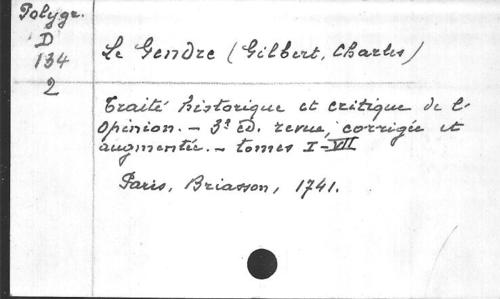 Polygr.
D
134
2
Le Gendre (Gilbert, Charles)
Traité historique et critique de l'
Opinion. - 3e éd. revue, corrigée et
augmentée. - tomes I-VII
Paris, Briasson, 1741.